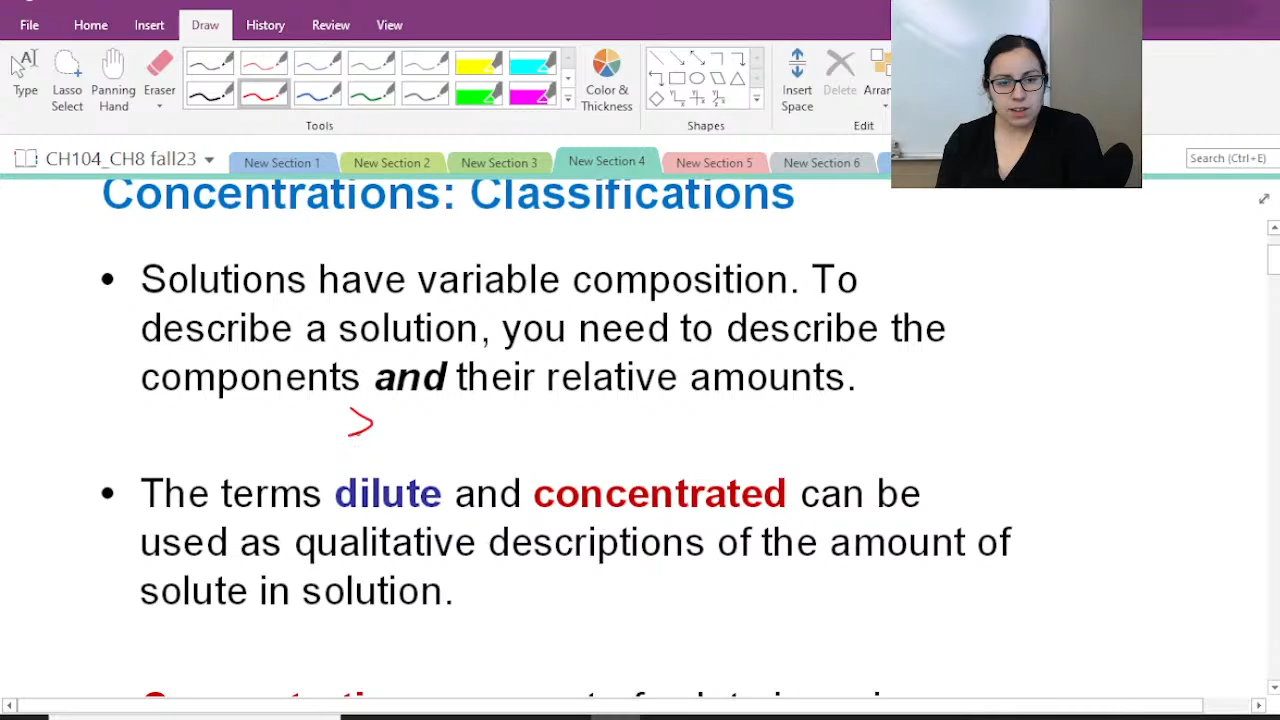 File Home Insert Draw History Review View
Type
Lasso Select
Panning Hand
Eraser
Color & Thickness
Insert Space
Delete
Tools
Shapes
Edit
CH104_CH8 fall23
New Section 1 New Section 2 New Section 3 New Section 4 New Section 5 New Section 6
Search (Ctrl+E)
Concentrations: Classifications
• Solutions have variable composition. To
describe a solution, you need to describe the
components and their relative amounts.
>
• The terms dilute and concentrated can be
used as qualitative descriptions of the amount of
solute in solution.